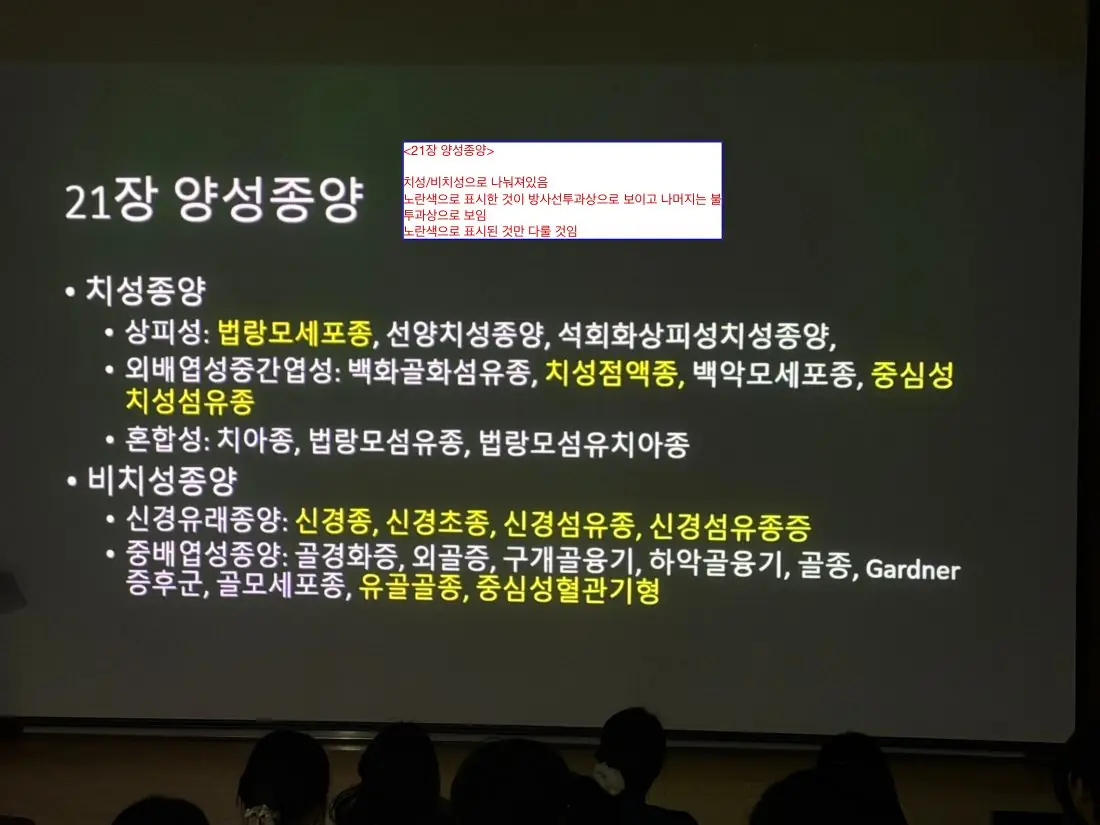 <21장 양성종양>
치성/비치성으로 나눠져있음
노란색으로 표시한 것이 방사선투과상으로 보이고 나머지는 불
투과상으로 보임
노란색으로 표시된 것만 다룰 것임
21장 양성종양
• 치성종양
• 상피성: 법랑모세포종, 선양치성종양, 석회화상피성치성종양,
• 외배엽성중간엽성: 백화골화섬유종, 치성점액종, 백악모세포종, 중심성
치성섬유종
• 혼합성: 치아종, 법랑모섬유종, 법랑모섬유치아종
• 비치성종양
• 신경유래종양: 신경종, 신경초종, 신경섬유종, 신경섬유종증
• 중배엽성종양: 골경화증, 외골증, 구개골융기, 하악골융기, 골종, Gardner
증후군, 골모세포종, 유골골종, 중심성혈관기형